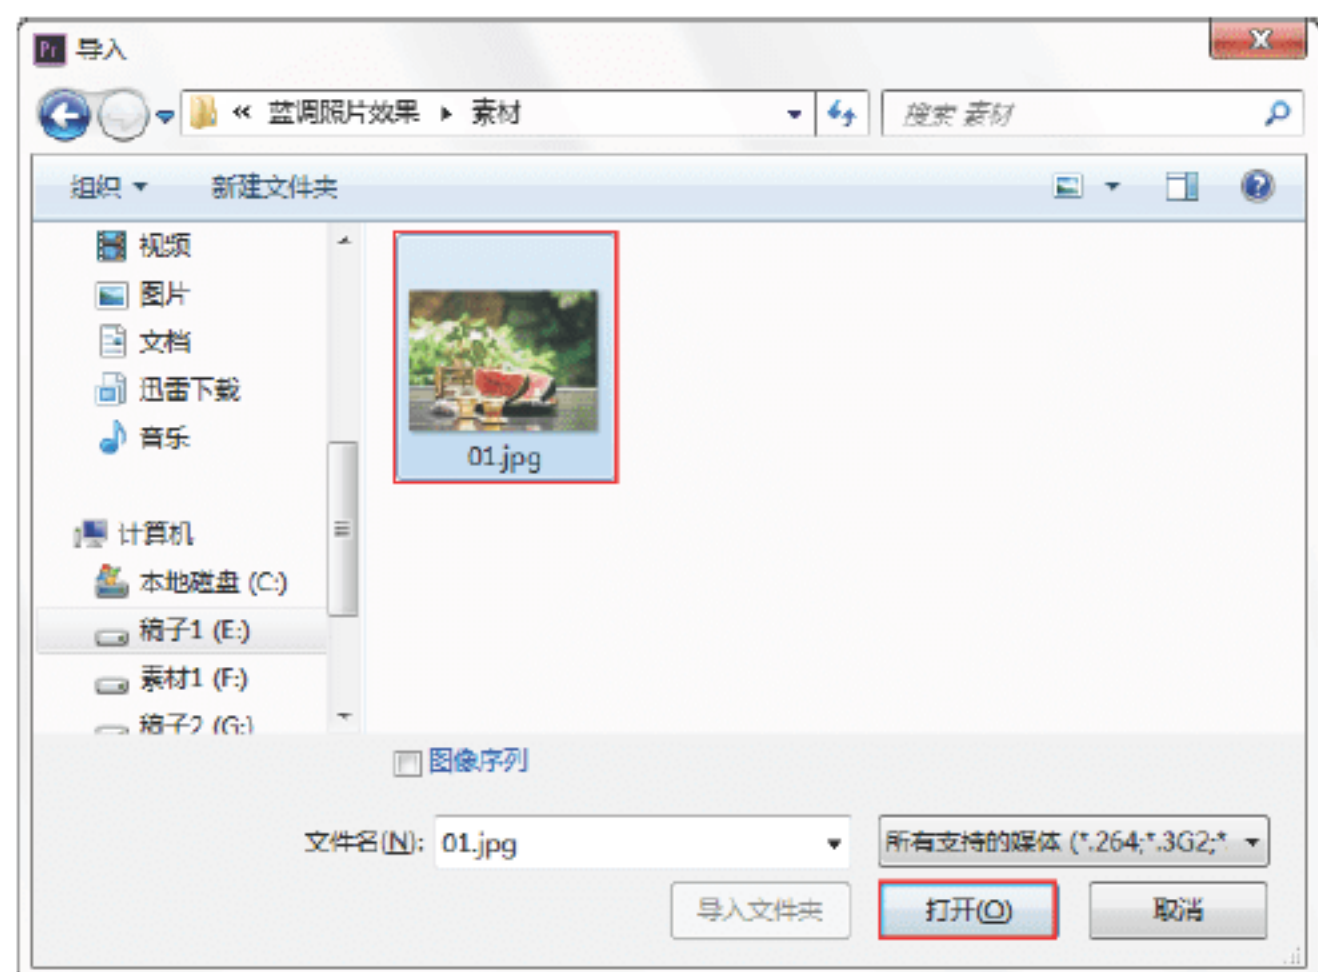 Pr 导入
« 蓝调照片效果 ▸ 素材
搜索 素材
组织 新建文件夹
视频
图片
文档
迅雷下载
音乐
计算机
本地磁盘 (C:)
稿子1 (E:)
素材1 (F:)
稿子2 (G:)
01.jpg
图像序列
文件名(N): 01.jpg
所有支持的媒体 (*.264;*.3G2;*
导入文件夹 打开(O) 取消